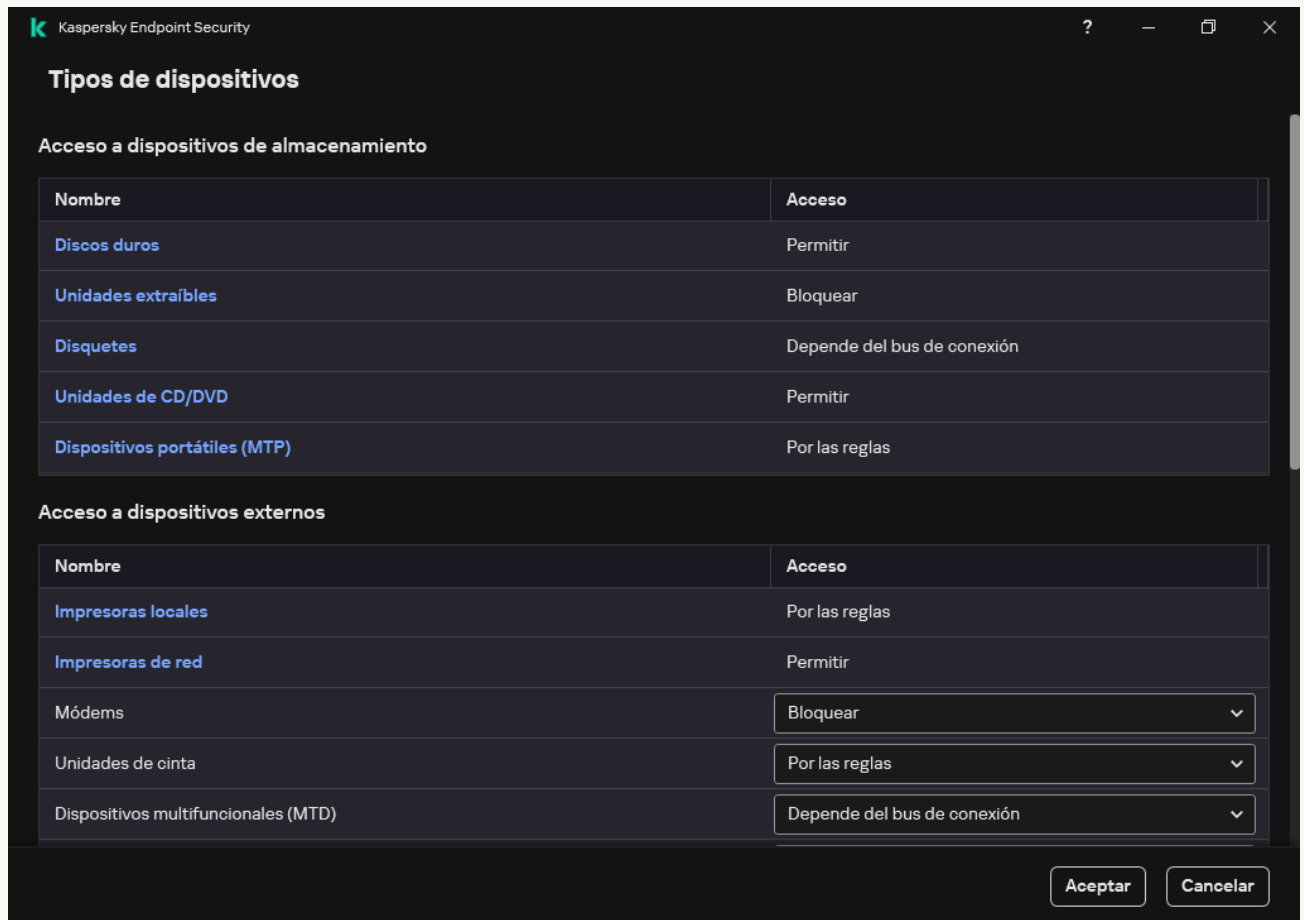 Kaspersky Endpoint Security
?
Tipos de dispositivos
Acceso a dispositivos de almacenamiento
Nombre Acceso
Discos duros Permitir
Unidades extraíbles Bloquear
Disquetes Depende del bus de conexión
Unidades de CD/DVD Permitir
Dispositivos portátiles (MTP) Por las reglas
Acceso a dispositivos externos
Nombre Acceso
Impresoras locales Por las reglas
Impresoras de red Permitir
Módems Bloquear
Unidades de cinta Por las reglas
Dispositivos multifuncionales (MTD) Depende del bus de conexión
Aceptar Cancelar